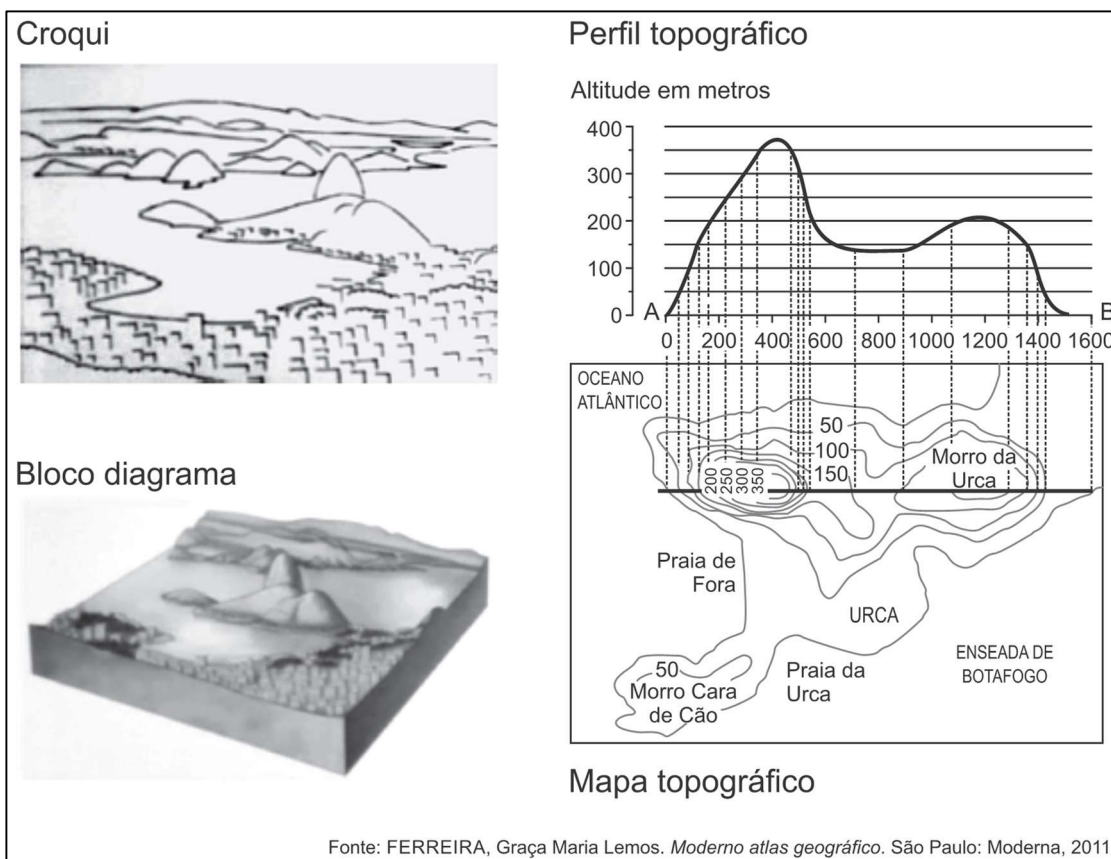 Croqui
Perfil topográfico
Altitude em metros
400
300
200
100
0
A
B
0 200 400 600 800 1000 1200 1400 1600
Bloco diagrama
OCEANO
ATLÂNTICO
50
100
150
200
250
300
350
Morro da
Urca
Praia de
Fora
URCA
ENSEADA DE
BOTAFOGO
50
Morro Cara
de Cão
Praia da
Urca
Mapa topográfico
Fonte: FERREIRA, Graça Maria Lemos. Moderno atlas geográfico. São Paulo: Moderna, 2011